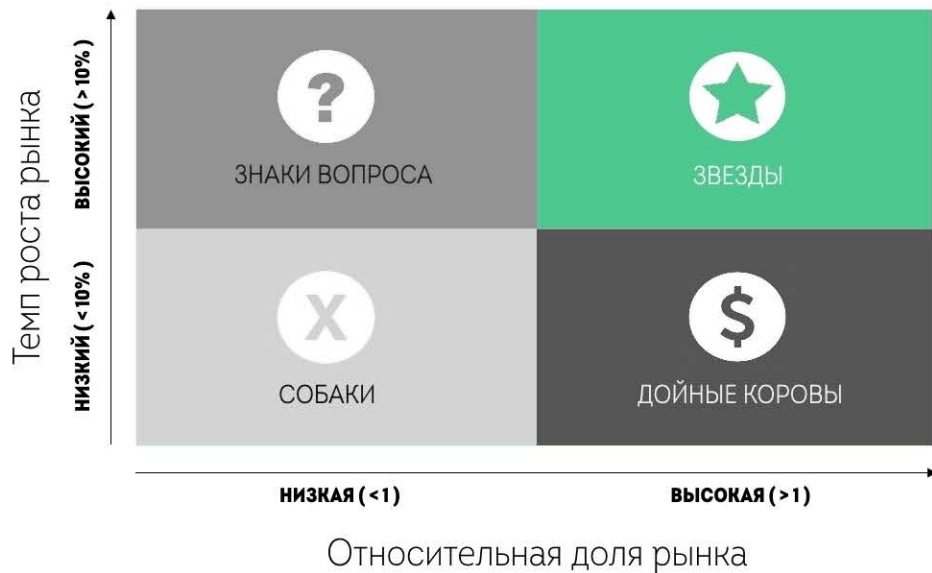 Темп роста рынка
ВЫСОКИЙ ( >10%)
НИЗКИЙ ( <10%)
?
ЗНАКИ ВОПРОСА
ЗВЕЗДЫ
X
СОБАКИ
$
ДОЙНЫЕ КОРОВЫ
НИЗКАЯ ( <1)
ВЫСОКАЯ ( >1)
Относительная доля рынка